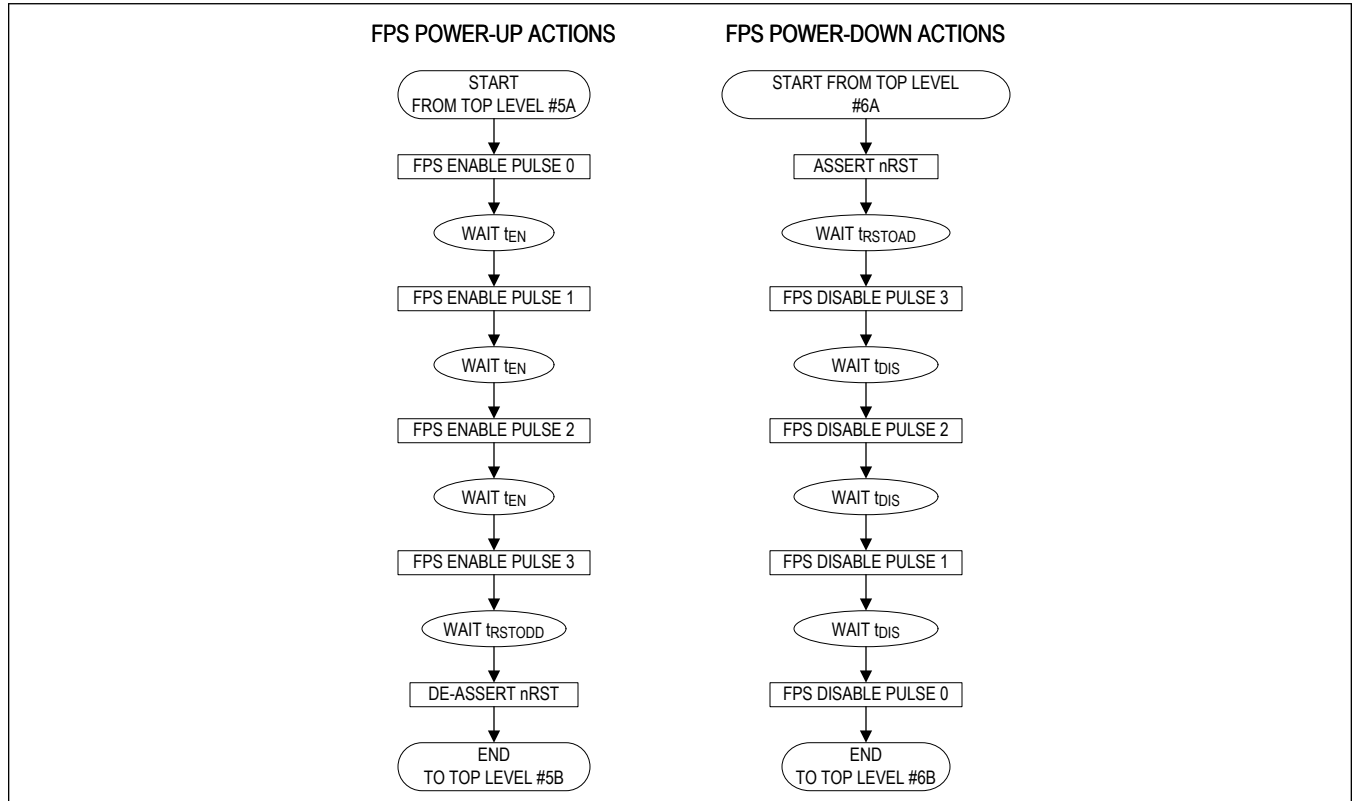 FPS POWER-UP ACTIONS
START
FROM TOP LEVEL #5A
FPS ENABLE PULSE 0
WAIT tEN
FPS ENABLE PULSE 1
WAIT tEN
FPS ENABLE PULSE 2
WAIT tEN
FPS ENABLE PULSE 3
WAIT tRSTODD
DE-ASSERT nRST
END
TO TOP LEVEL #5B
FPS POWER-DOWN ACTIONS
START FROM TOP LEVEL
#6A
ASSERT nRST
WAIT tRSTOAD
FPS DISABLE PULSE 3
WAIT tDIS
FPS DISABLE PULSE 2
WAIT tDIS
FPS DISABLE PULSE 1
WAIT tDIS
FPS DISABLE PULSE 0
END
TO TOP LEVEL #6B